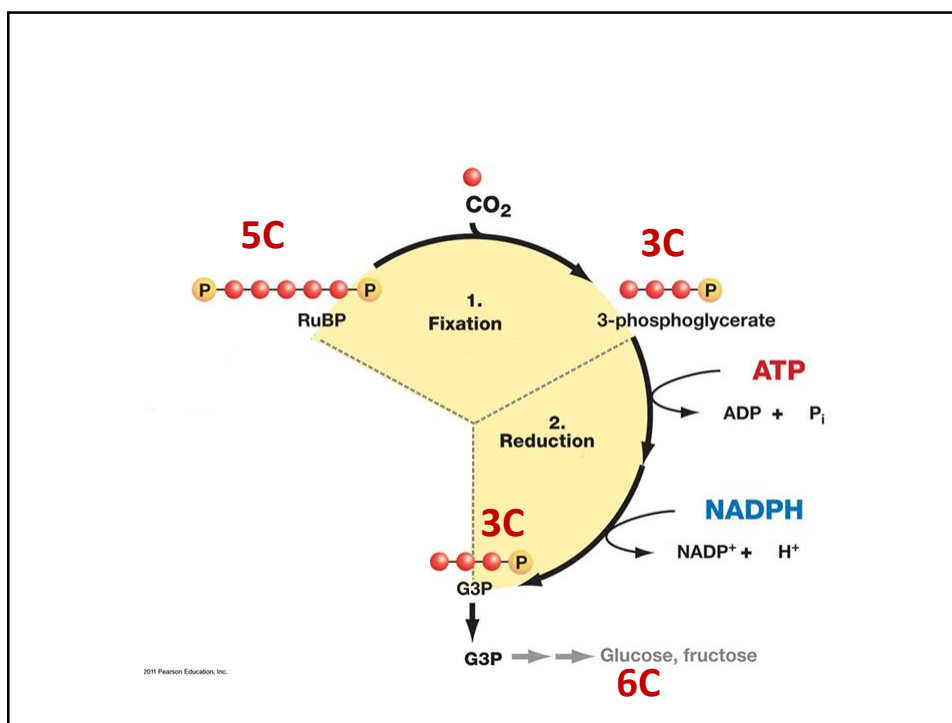 CO₂
5C
3C
P
P
P
RuBP
1.
Fixation
3-phosphoglycerate
ATP
ADP + Pᵢ
2.
Reduction
NADPH
NADP⁺ + H⁺
3C
P
G3P
G3P
Glucose, fructose
6C
2011 Pearson Education, Inc.